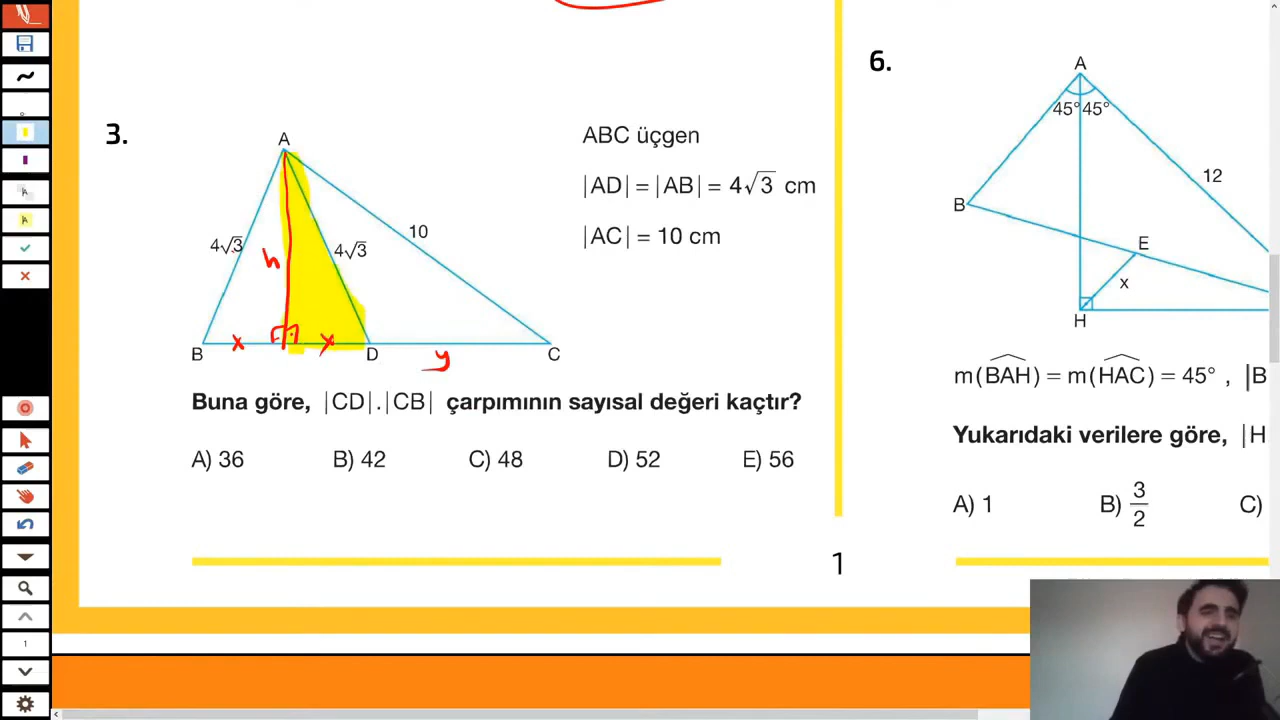 3.
A
4√3
h
4√3
10
x
x
y
B
D
C
ABC üçgen
|AD| = |AB| = 4√3 cm
|AC| = 10 cm
Buna göre, |CD|.|CB| çarpımının sayısal değeri kaçtır?
A) 36 B) 42 C) 48 D) 52 E) 56
1
6.
A
45° 45°
12
B
E
x
H
m(BAH) = m(HAC) = 45° , |B
Yukarıdaki verilere göre, |H
A) 1 B) 3/2 C)
1